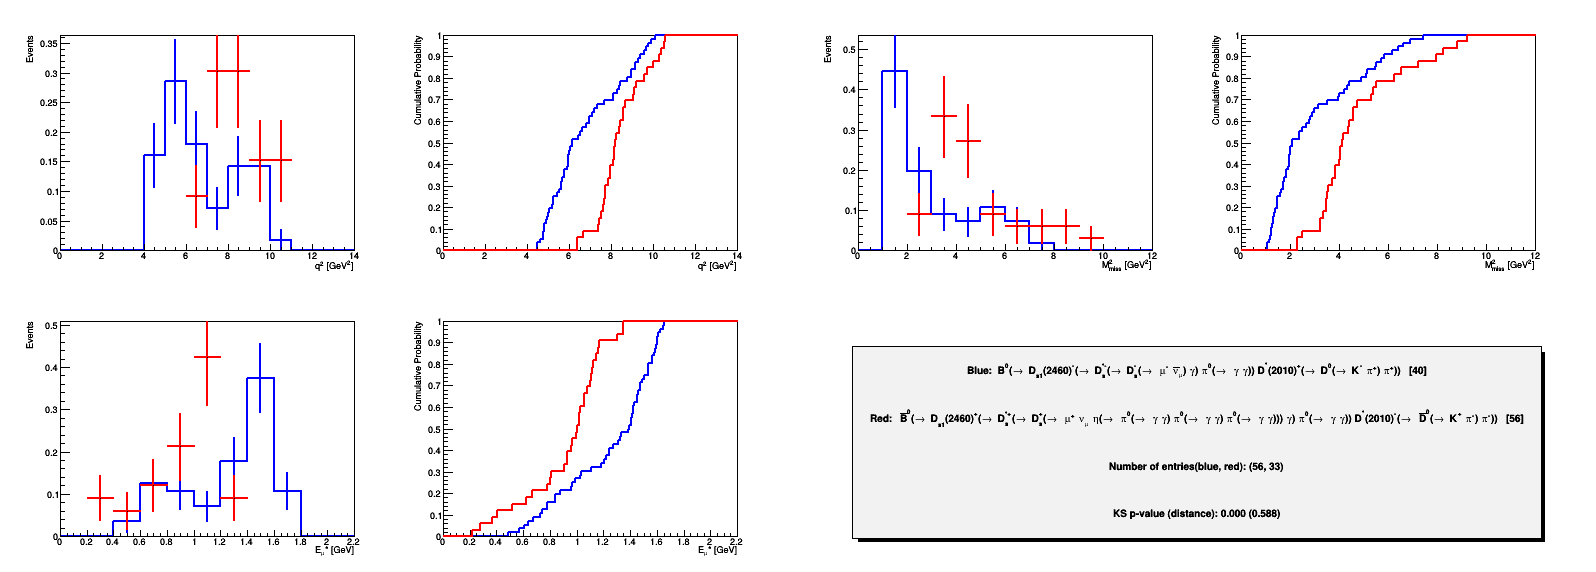 Events
0.35
0.3
0.25
0.2
0.15
0.1
0.05
0
0 2 4 6 8 10 12 14
q² [GeV²]
Cumulative Probability
1
0.9
0.8
0.7
0.6
0.5
0.4
0.3
0.2
0.1
0
0 2 4 6 8 10 12 14
q² [GeV²]
Events
0.5
0.4
0.3
0.2
0.1
0
0 2 4 6 8 10 12
M²miss [GeV²]
Cumulative Probability
1
0.9
0.8
0.7
0.6
0.5
0.4
0.3
0.2
0.1
0
0 2 4 6 8 10 12
M²miss [GeV²]
Events
0.5
0.4
0.3
0.2
0.1
0
0 0.2 0.4 0.6 0.8 1 1.2 1.4 1.6 1.8 2 2.2
Eμ* [GeV]
Cumulative Probability
1
0.9
0.8
0.7
0.6
0.5
0.4
0.3
0.2
0.1
0
0 0.2 0.4 0.6 0.8 1 1.2 1.4 1.6 1.8 2 2.2
Eμ* [GeV]
Blue: B⁰(→ Ds1(2460)⁻(→ Ds*⁻(→ Ds⁻(→ μ⁻ ν̅μ) γ) π⁰(→ γ γ)) D*(2010)⁺(→ D⁰(→ K⁻ π⁺) π⁺)) [40]
Red: B̅⁰(→ Ds1(2460)⁺(→ Ds*⁺(→ Ds⁺(→ μ⁺ νμ η(→ π⁰(→ γ γ) π⁰(→ γ γ) π⁰(→ γ γ))) γ) π⁰(→ γ γ)) D*(2010)⁻(→ D̅⁰(→ K⁺ π⁻) π⁻)) [56]
Number of entries(blue, red): (56, 33)
KS p-value (distance): 0.000 (0.588)